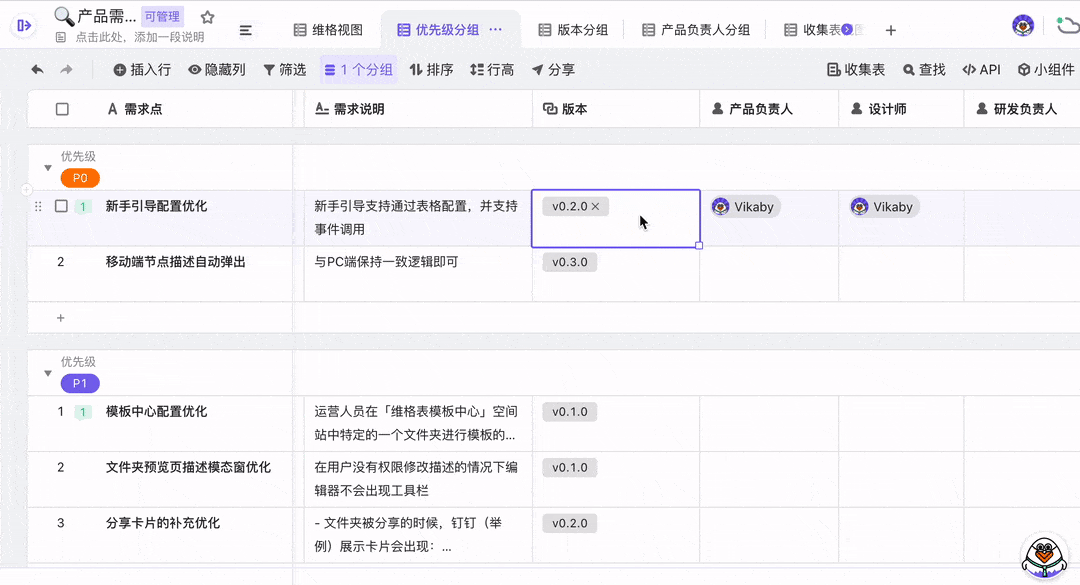 产品需... 可管理
点击此处，添加一段说明
维格视图
优先级分组 ...
版本分组
产品负责人分组
收集表
插入行
隐藏列
筛选
1 个分组
排序
行高
分享
收集表
查找
API
小组件
需求点
需求说明
版本
产品负责人
设计师
研发负责人
优先级
P0
1 新手引导配置优化
新手引导支持通过表格配置，并支持
事件调用
v0.2.0 ×
Vikaby
Vikaby
2 移动端节点描述自动弹出
与PC端保持一致逻辑即可
v0.3.0
+
优先级
P1
1 1 模板中心配置优化
运营人员在「维格表模板中心」空间
站中特定的一个文件夹进行模板的...
v0.1.0
2 文件夹预览页描述模态窗优化
在用户没有权限修改描述的情况下编
辑器不会出现工具栏
v0.1.0
3 分享卡片的补充优化
- 文件夹被分享的时候，钉钉（举
例）展示卡片会出现：...
v0.2.0